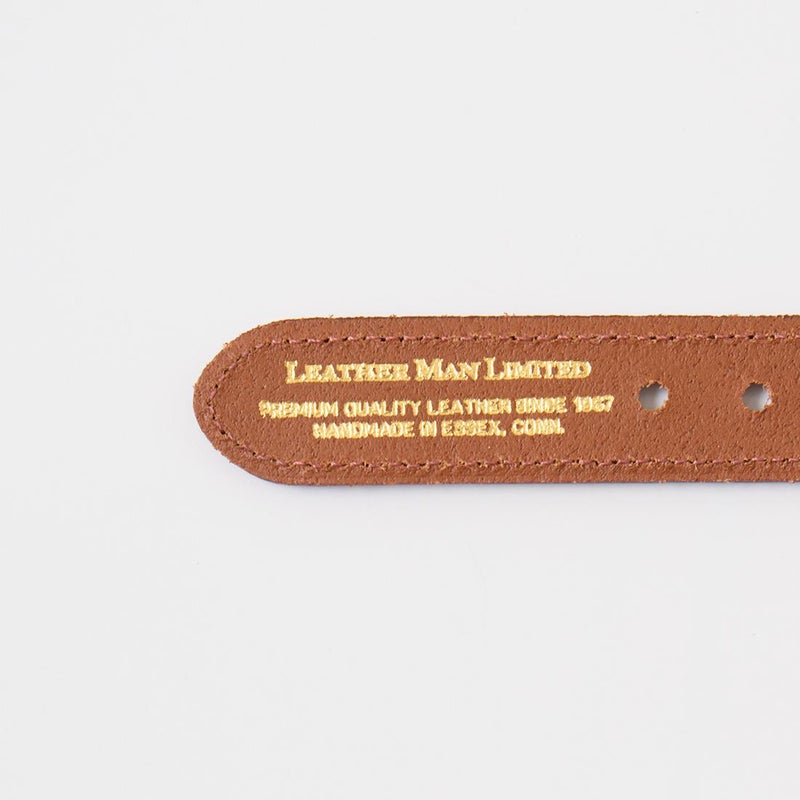 LEATHER MAN LIMITED
PREMIUM QUALITY LEATHER SINCE 1967
HANDMADE IN ESSEX, CONN.